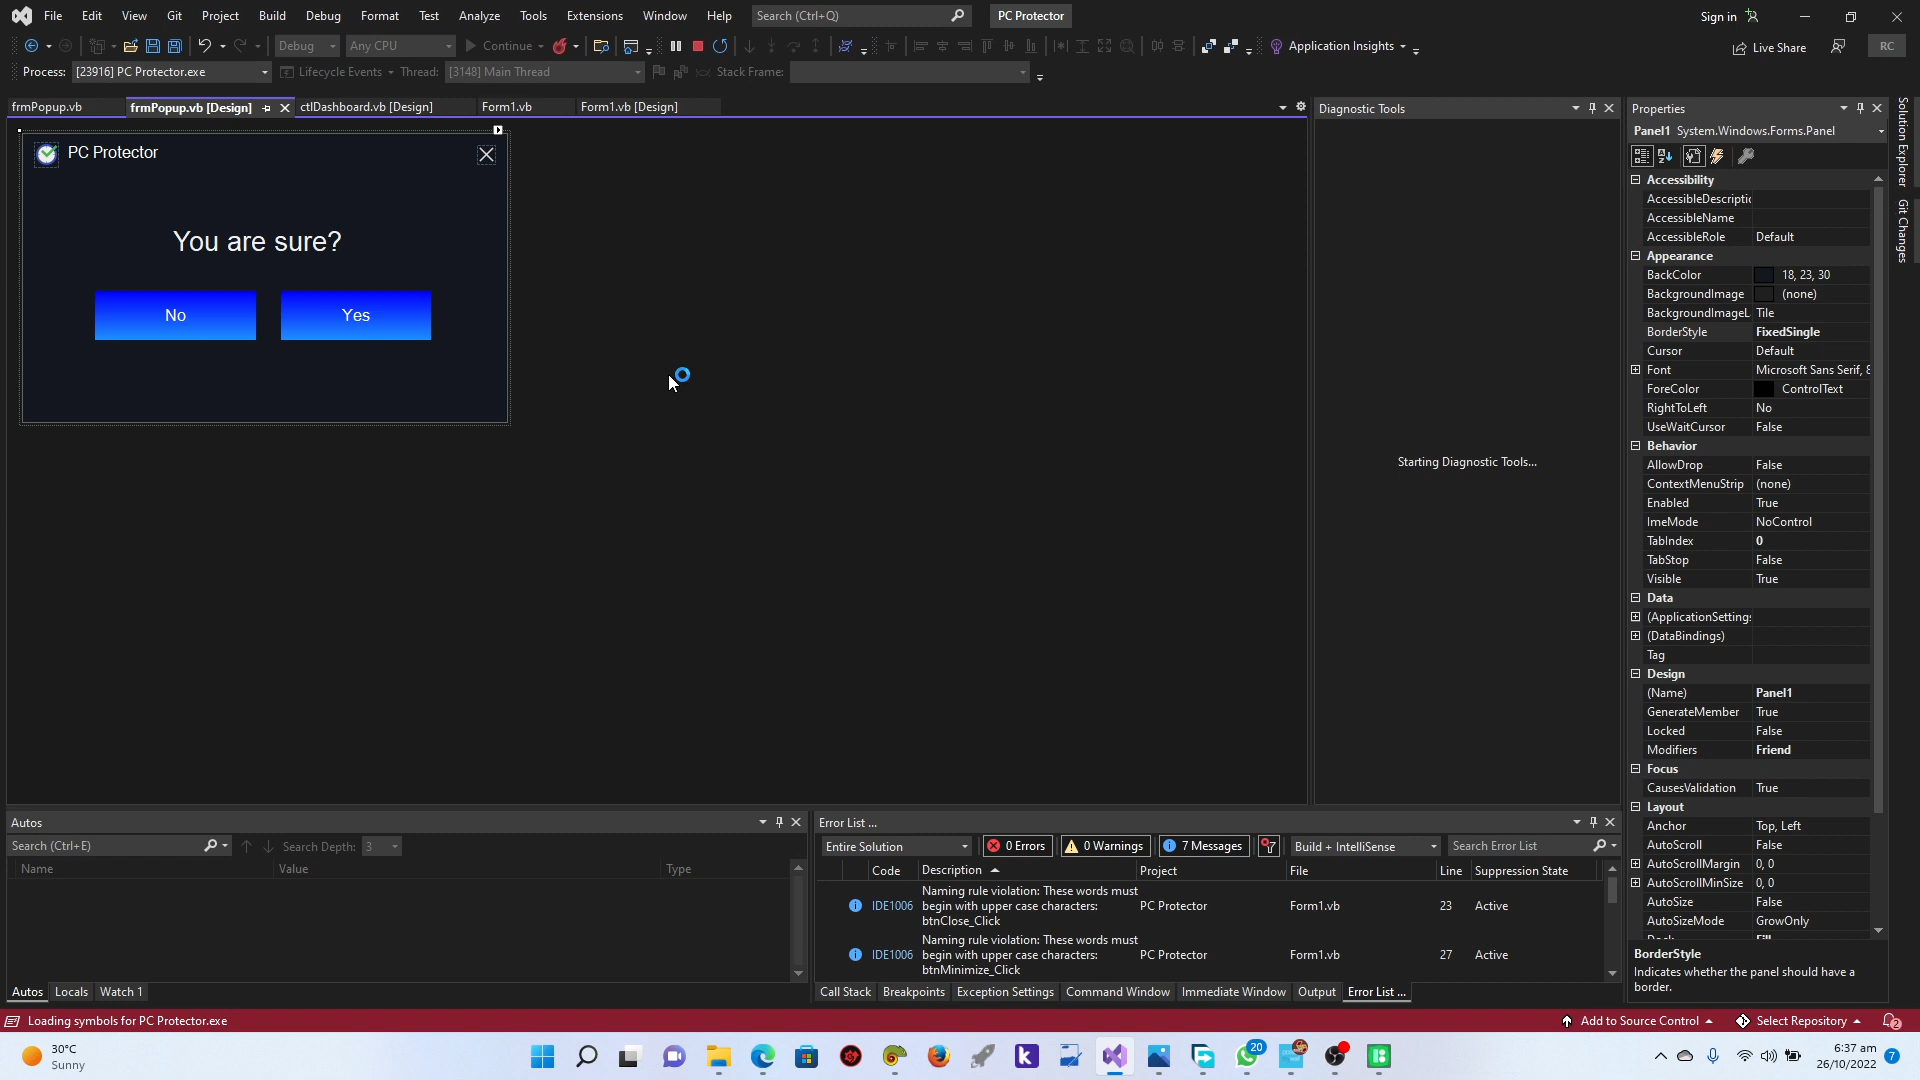 File Edit View Git Project Build Debug Format Test Analyze Tools Extensions Window Help Search (Ctrl+Q) PC Protector Sign in
Debug Any CPU Continue Application Insights Live Share RC
Process: [23916] PC Protector.exe Lifecycle Events Thread: [3148] Main Thread Stack Frame:
frmPopup.vb frmPopup.vb [Design] ctlDashboard.vb [Design] Form1.vb Form1.vb [Design]
PC Protector
You are sure?
No Yes
Diagnostic Tools
Starting Diagnostic Tools...
Properties
Panel1 System.Windows.Forms.Panel
Accessibility
AccessibleDescriptic
AccessibleName
AccessibleRole Default
Appearance
BackColor 18, 23, 30
BackgroundImage (none)
BackgroundImageL Tile
BorderStyle FixedSingle
Cursor Default
Font Microsoft Sans Serif, 8
ForeColor ControlText
RightToLeft No
UseWaitCursor False
Behavior
AllowDrop False
ContextMenuStrip (none)
Enabled True
ImeMode NoControl
TabIndex 0
TabStop False
Visible True
Data
(ApplicationSettings
(DataBindings)
Tag
Design
(Name) Panel1
GenerateMember True
Locked False
Modifiers Friend
Focus
CausesValidation True
Layout
Anchor Top, Left
AutoScroll False
AutoScrollMargin 0, 0
AutoScrollMinSize 0, 0
AutoSize False
AutoSizeMode GrowOnly
Dock Fill
BorderStyle
Indicates whether the panel should have a
border.
Solution Explorer
Git Changes
Autos
Search (Ctrl+E) Search Depth: 3
Name Value Type
Autos Locals Watch 1
Error List ...
Entire Solution 0 Errors 0 Warnings 7 Messages Build + IntelliSense Search Error List
Code Description Project File Line Suppression State
Naming rule violation: These words must
IDE1006 begin with upper case characters: PC Protector Form1.vb 23 Active
btnClose_Click
Naming rule violation: These words must
IDE1006 begin with upper case characters: PC Protector Form1.vb 27 Active
btnMinimize_Click
Call Stack Breakpoints Exception Settings Command Window Immediate Window Output Error List ...
Loading symbols for PC Protector.exe Add to Source Control Select Repository 2
30°C
Sunny
k 20
6:37 am
26/10/2022 7